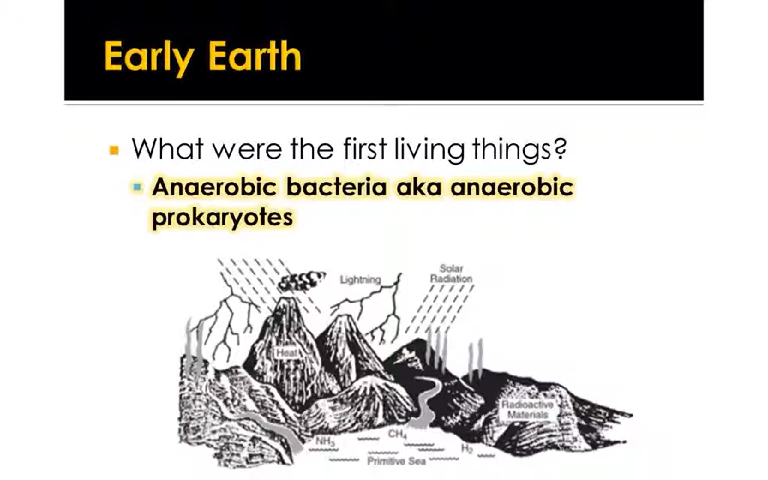 Early Earth
What were the first living things?
Anaerobic bacteria aka anaerobic
prokaryotes
Lightning
Solar
Radiation
Heat
Radioactive
Materials
NH3
CH4
H2
Primitive Sea